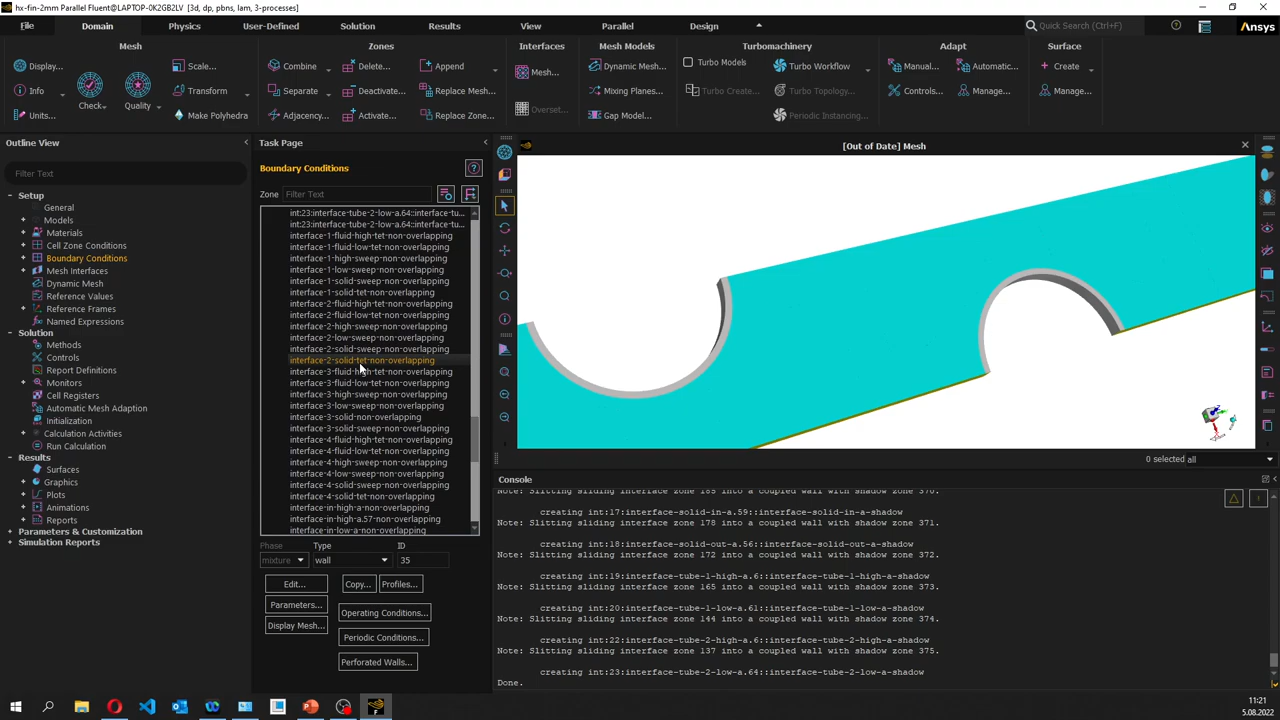 hx-fin-2mm Parallel Fluent@LAPTOP-0K2GB2LV [3d, dp, pbns, lam, 3-processes]
File Domain Physics User-Defined Solution Results View Parallel Design Quick Search (Ctrl+F) Ansys
Mesh Zones Interfaces Mesh Models Turbomachinery Adapt Surface
Display... Scale... Combine Delete... Append Mesh... Dynamic Mesh... Turbo Models Turbo Workflow Manual... Automatic... Create
Info Check Quality Transform Separate Deactivate... Replace Mesh... Mixing Planes... Turbo Create... Turbo Topology... Controls... Manage... Manage...
Units... Make Polyhedra Adjacency... Activate... Replace Zone... Overset... Gap Model... Periodic Instancing...
Outline View
Filter Text
Setup
General
Models
Materials
Cell Zone Conditions
Boundary Conditions
Mesh Interfaces
Dynamic Mesh
Reference Values
Reference Frames
Named Expressions
Solution
Methods
Controls
Report Definitions
Monitors
Cell Registers
Automatic Mesh Adaption
Initialization
Calculation Activities
Run Calculation
Results
Surfaces
Graphics
Plots
Animations
Reports
Parameters & Customization
Simulation Reports
Task Page
Boundary Conditions
Zone Filter Text
int:23:interface-tube-2-low-a.64::interface-tu...
int:23:interface-tube-2-low-a.64::interface-tu...
interface-1-fluid-high-tet-non-overlapping
interface-1-fluid-low-tet-non-overlapping
interface-1-high-sweep-non-overlapping
interface-1-low-sweep-non-overlapping
interface-1-solid-sweep-non-overlapping
interface-1-solid-tet-non-overlapping
interface-2-fluid-high-tet-non-overlapping
interface-2-fluid-low-tet-non-overlapping
interface-2-high-sweep-non-overlapping
interface-2-low-sweep-non-overlapping
interface-2-solid-sweep-non-overlapping
interface-2-solid-tet-non-overlapping
interface-3-fluid-high-tet-non-overlapping
interface-3-fluid-low-tet-non-overlapping
interface-3-high-sweep-non-overlapping
interface-3-low-sweep-non-overlapping
interface-3-solid-non-overlapping
interface-3-solid-sweep-non-overlapping
interface-4-fluid-high-tet-non-overlapping
interface-4-fluid-low-tet-non-overlapping
interface-4-high-sweep-non-overlapping
interface-4-low-sweep-non-overlapping
interface-4-solid-sweep-non-overlapping
interface-4-solid-tet-non-overlapping
interface-in-high-a-non-overlapping
interface-in-high-a.57-non-overlapping
interface-in-low-a-non-overlapping
Phase Type ID
mixture wall 35
Edit... Copy... Profiles...
Parameters... Operating Conditions...
Display Mesh... Periodic Conditions...
Perforated Walls...
[Out of Date] Mesh
0 selected all
Console
Note: Slitting sliding interface zone 185 into a coupled wall with shadow zone 370.
creating int:17:interface-solid-in-a.59::interface-solid-in-a-shadow
Note: Slitting sliding interface zone 178 into a coupled wall with shadow zone 371.
creating int:18:interface-solid-out-a.56::interface-solid-out-a-shadow
Note: Slitting sliding interface zone 172 into a coupled wall with shadow zone 372.
creating int:19:interface-tube-1-high-a.6::interface-tube-1-high-a-shadow
Note: Slitting sliding interface zone 165 into a coupled wall with shadow zone 373.
creating int:20:interface-tube-1-low-a.61::interface-tube-1-low-a-shadow
Note: Slitting sliding interface zone 144 into a coupled wall with shadow zone 374.
creating int:22:interface-tube-2-high-a.6::interface-tube-2-high-a-shadow
Note: Slitting sliding interface zone 137 into a coupled wall with shadow zone 375.
creating int:23:interface-tube-2-low-a.64::interface-tube-2-low-a-shadow
Done.
11:21
5.08.2022